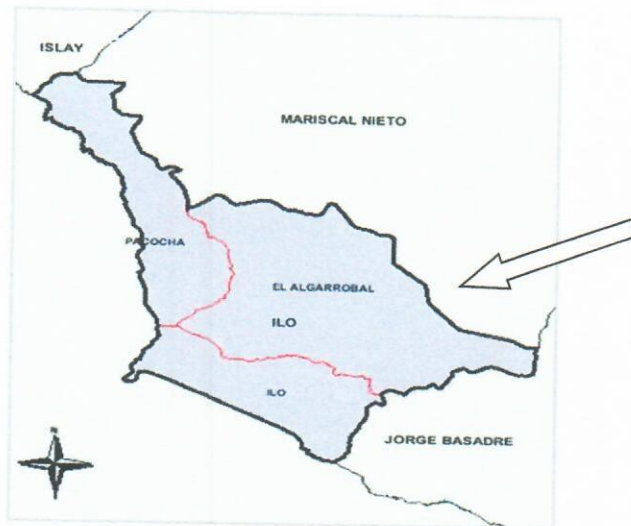 ISLAY
MARISCAL NIETO
PACOCHA
EL ALGARROBAL
ILO
ILO
JORGE BASADRE
N